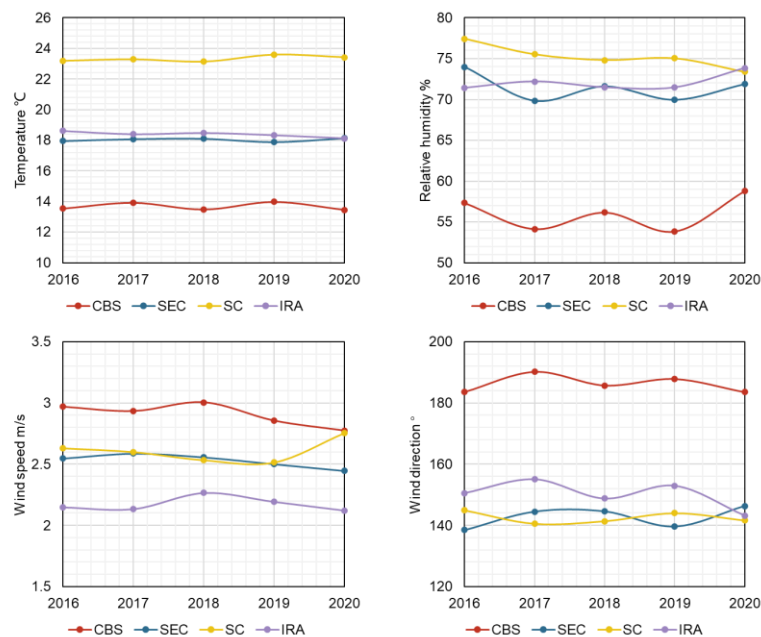 Temperature ℃
26
24
22
20
18
16
14
12
10
2016 2017 2018 2019 2020
CBS SEC SC IRA
Relative humidity %
80
75
70
65
60
55
50
2016 2017 2018 2019 2020
CBS SEC SC IRA
Wind speed m/s
3.5
3
2.5
2
1.5
2016 2017 2018 2019 2020
CBS SEC SC IRA
Wind direction °
200
180
160
140
120
2016 2017 2018 2019 2020
CBS SEC SC IRA